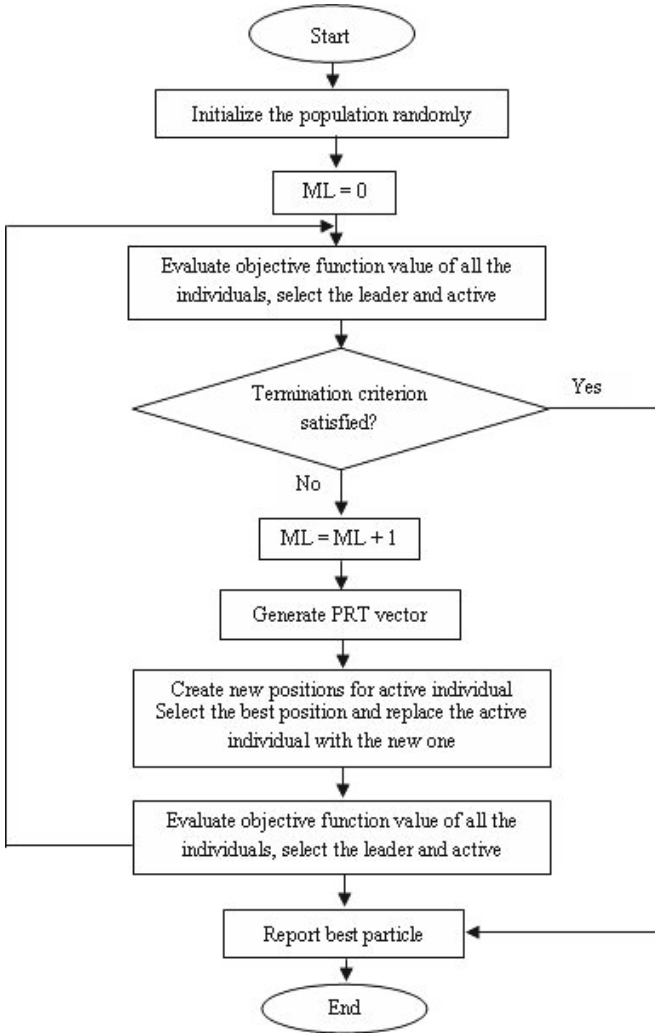 Start
Initialize the population randomly
ML = 0
Evaluate objective function value of all the
individuals, select the leader and active
Termination criterion
satisfied?
Yes
No
ML = ML + 1
Generate PRT vector
Create new positions for active individual
Select the best position and replace the active
individual with the new one
Evaluate objective function value of all the
individuals, select the leader and active
Report best particle
End